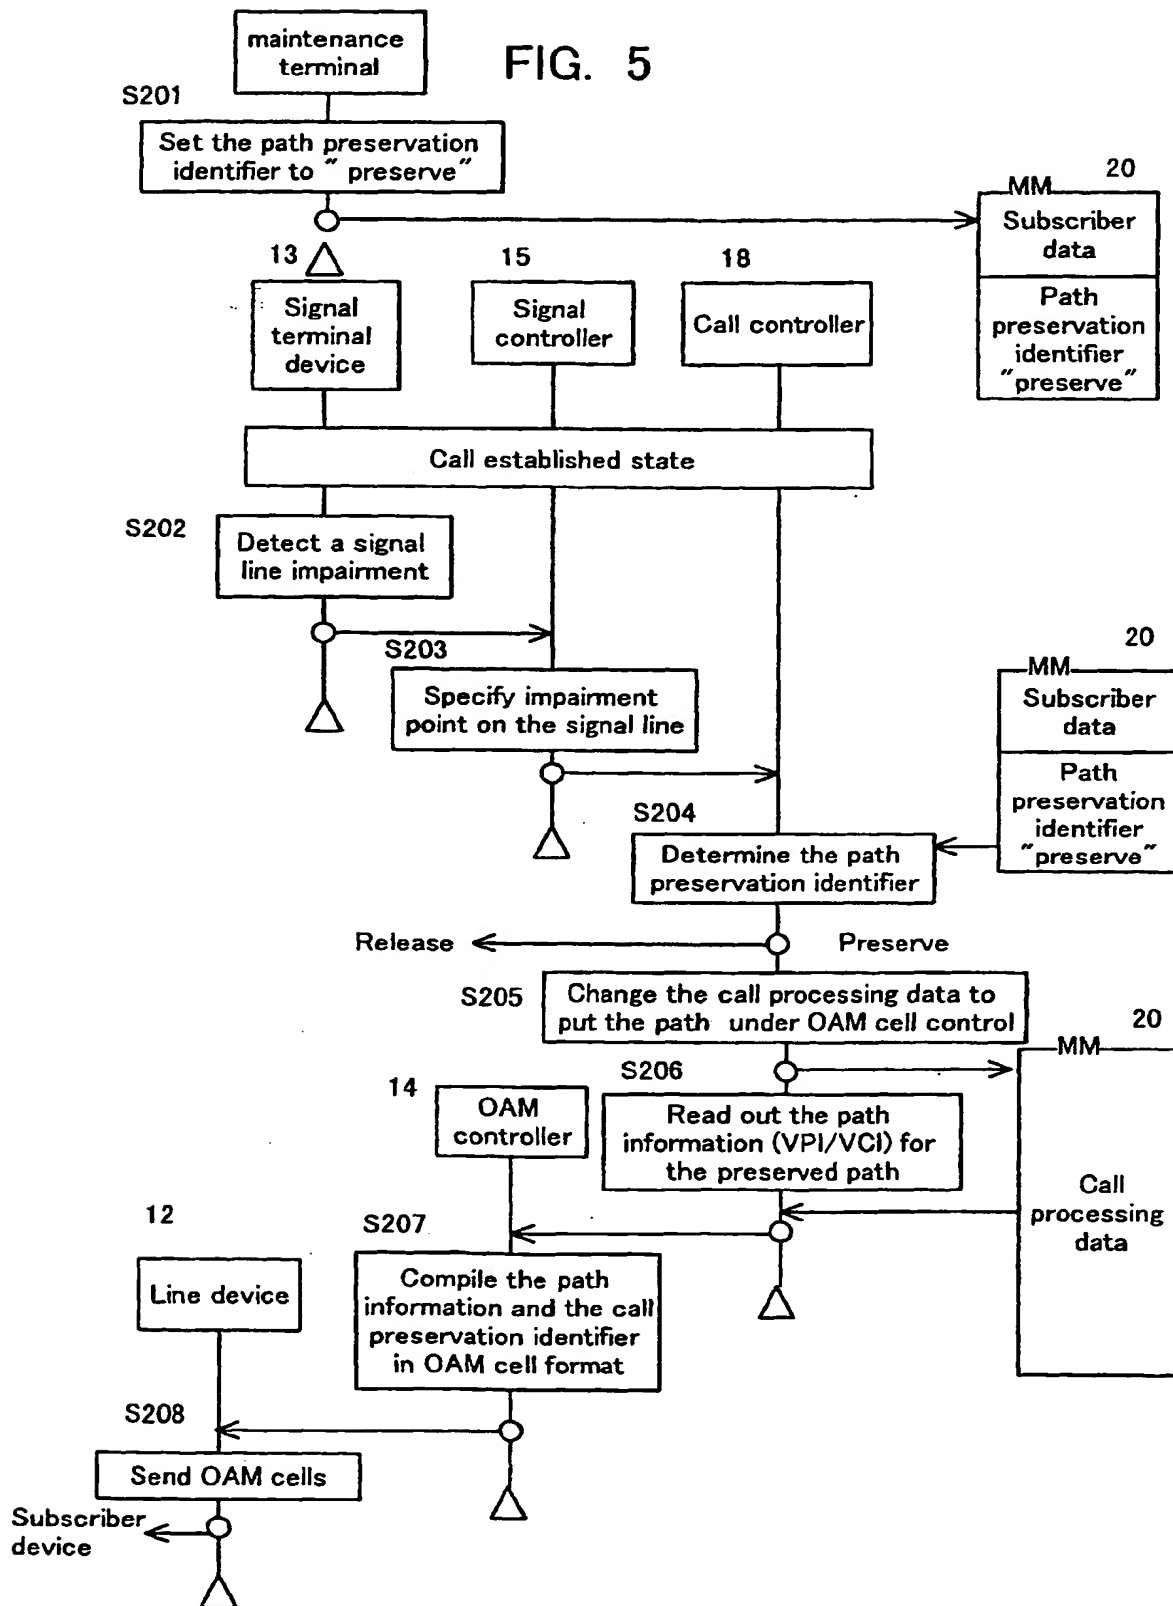 maintenance
terminal
FIG. 5
S201
Set the path preservation
identifier to " preserve"
20
MM
Subscriber
data
Path
preservation
identifier
"preserve"
13
15
18
Signal
terminal
device
Signal
controller
Call controller
Call established state
S202
Detect a signal
line impairment
S203
Specify impairment
point on the signal line
20
MM
Subscriber
data
Path
preservation
identifier
"preserve"
S204
Determine the path
preservation identifier
Release
Preserve
S205
Change the call processing data to
put the path under OAM cell control
20
MM
Call
processing
data
S206
Read out the path
information (VPI/VCI) for
the preserved path
14
OAM
controller
S207
Compile the path
information and the call
preservation identifier
in OAM cell format
12
Line device
S208
Send OAM cells
Subscriber
device